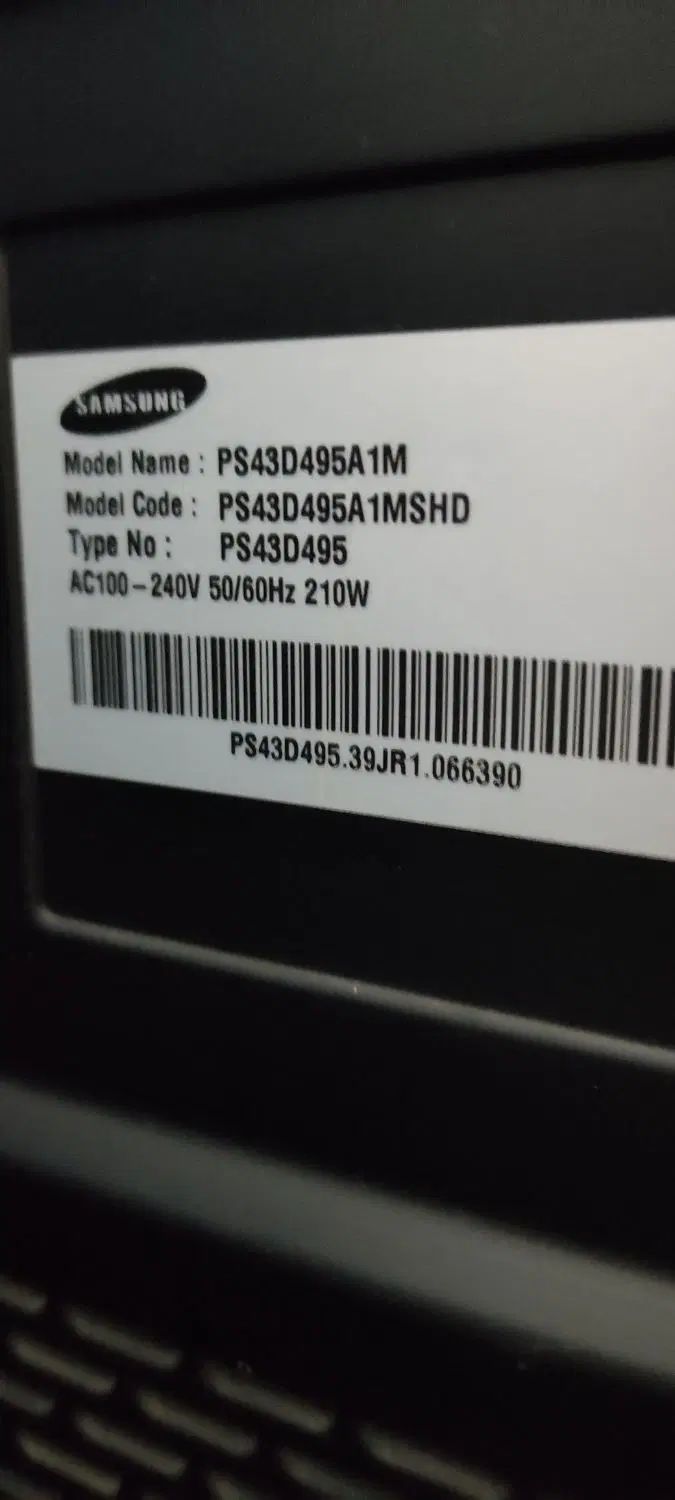 SAMSUNG
Model Name : PS43D495A1M
Model Code : PS43D495A1MSHD
Type No : PS43D495
AC100-240V 50/60Hz 210W
PS43D495.39JR1.066390